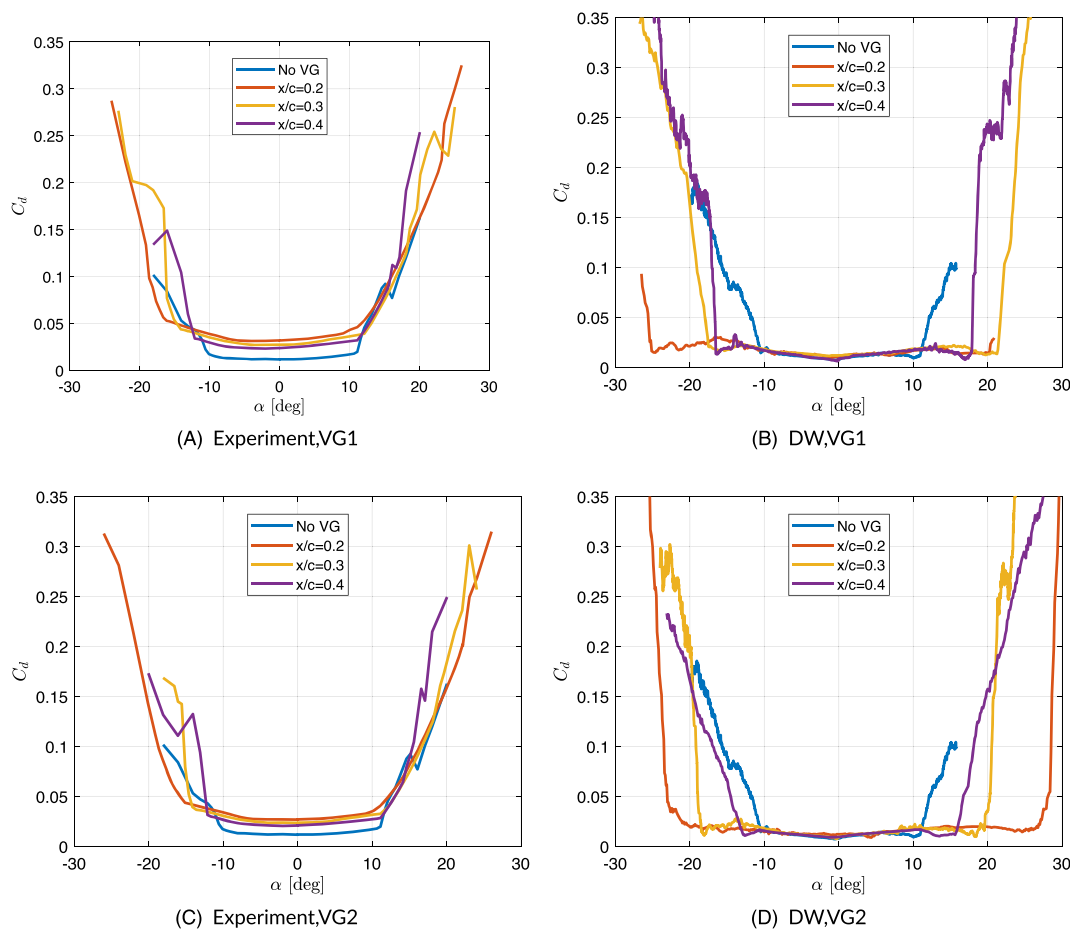 0.35
0.3
0.25
0.2
0.15
0.1
0.05
0
C_d
No VG
x/c=0.2
x/c=0.3
x/c=0.4
-30 -20 -10 0 10 20 30
α [deg]
(A) Experiment,VG1
0.35
0.3
0.25
0.2
0.15
0.1
0.05
0
C_d
No VG
x/c=0.2
x/c=0.3
x/c=0.4
-30 -20 -10 0 10 20 30
α [deg]
(B) DW,VG1
0.35
0.3
0.25
0.2
0.15
0.1
0.05
0
C_d
No VG
x/c=0.2
x/c=0.3
x/c=0.4
-30 -20 -10 0 10 20 30
α [deg]
(C) Experiment,VG2
0.35
0.3
0.25
0.2
0.15
0.1
0.05
0
C_d
No VG
x/c=0.2
x/c=0.3
x/c=0.4
-30 -20 -10 0 10 20 30
α [deg]
(D) DW,VG2